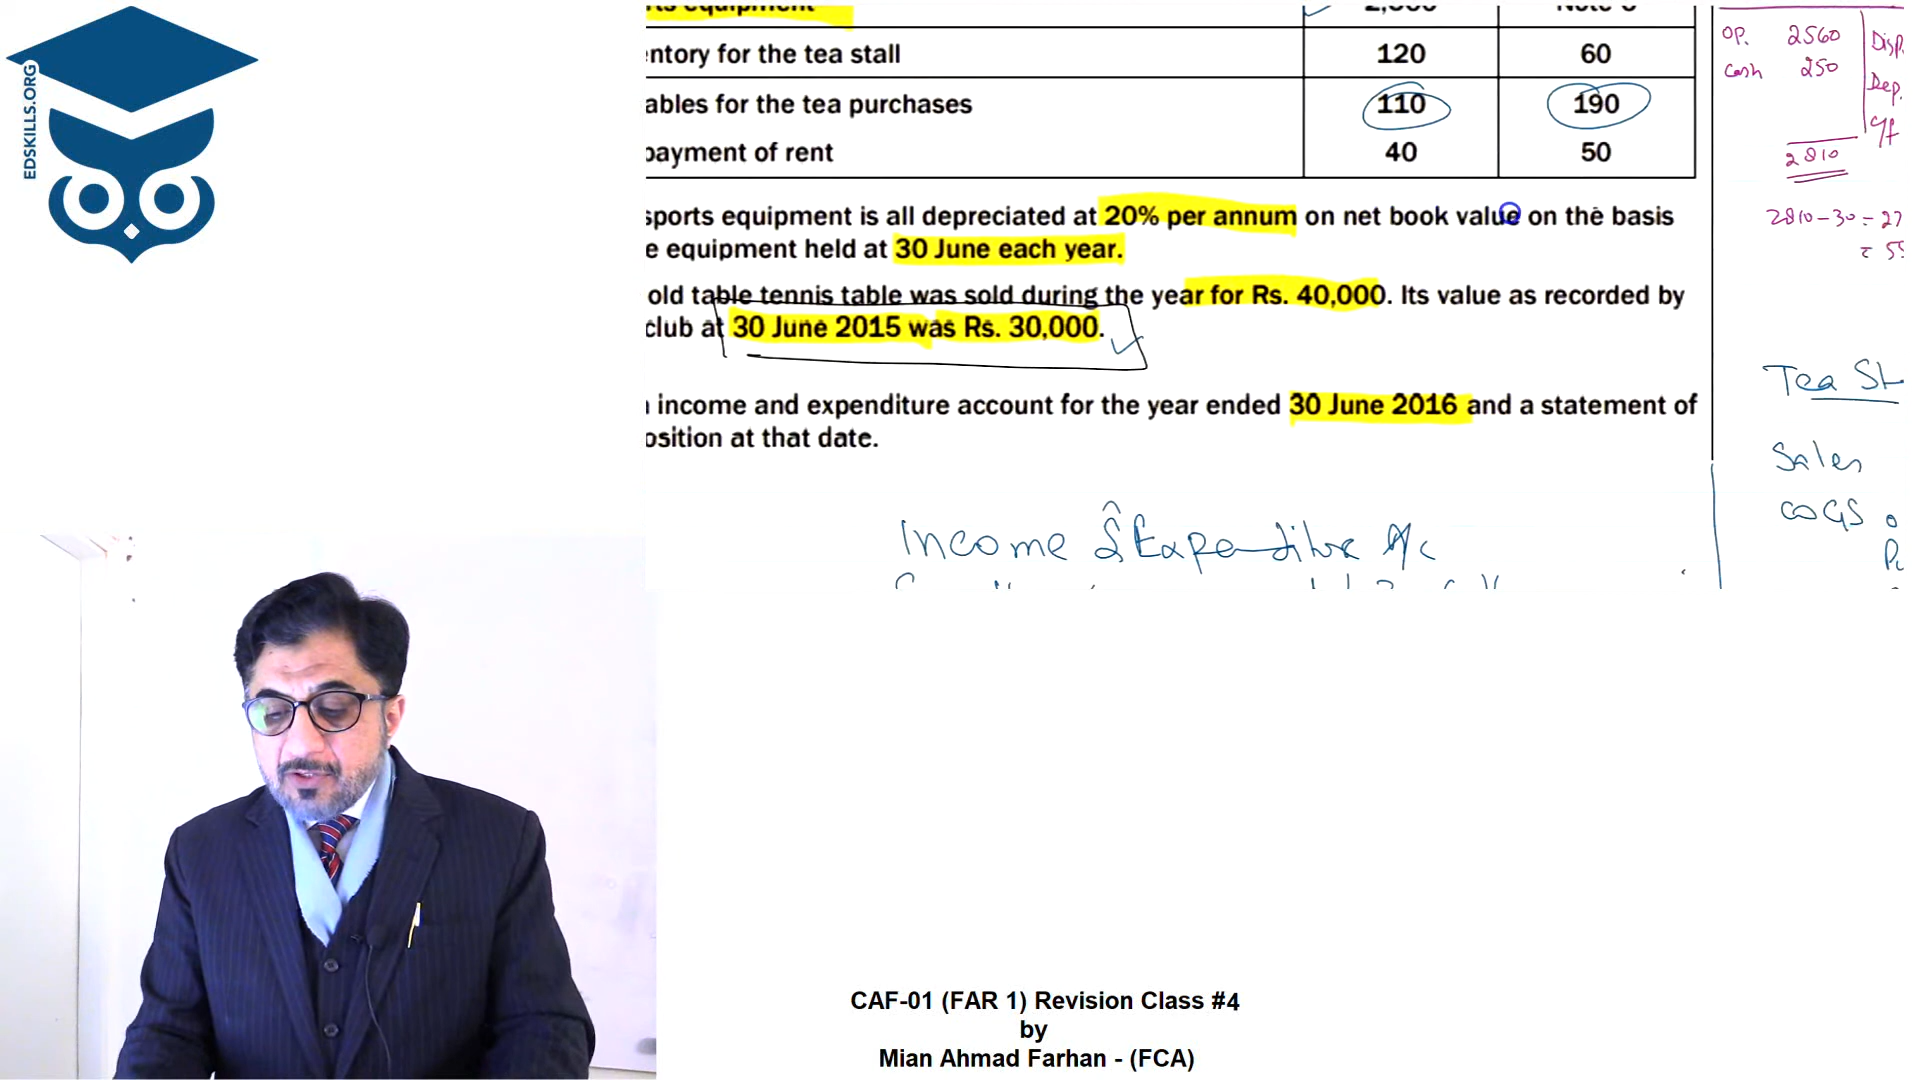 EDSKILLS.ORG
rts equipment
ntory for the tea stall 120 60
ables for the tea purchases 110 190
payment of rent 40 50
sports equipment is all depreciated at 20% per annum on net book value on the basis
e equipment held at 30 June each year.
old table tennis table was sold during the year for Rs. 40,000. Its value as recorded by
club at 30 June 2015 was Rs. 30,000.
income and expenditure account for the year ended 30 June 2016 and a statement of
osition at that date.
Income & Expenditure A/c
OP. 2560 Disp
Cash 250 Dep.
c/f
2810
2810-30 = 27
= 55
Tea St
Sales
COGS O
CAF-01 (FAR 1) Revision Class #4
by
Mian Ahmad Farhan - (FCA)